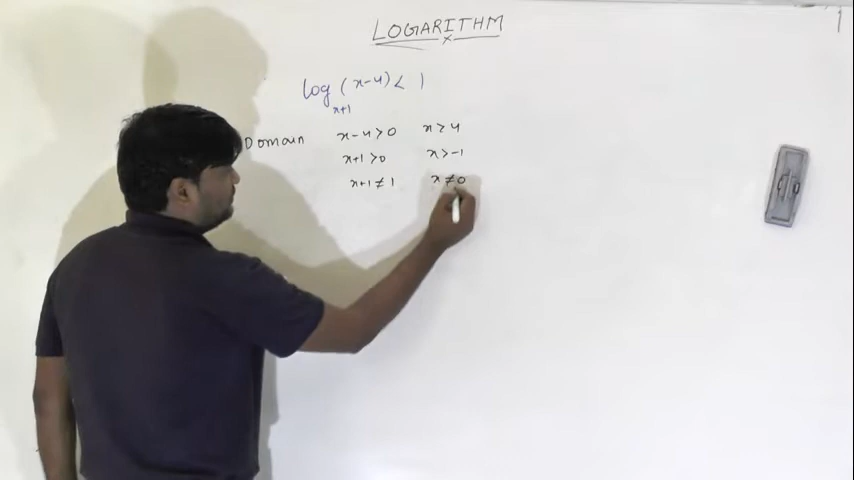 LOGARITHM
log (x-4) < 1
x+1
Domain x-4>0 x>4
x+1>0 x>-1
x+1≠1 x≠0